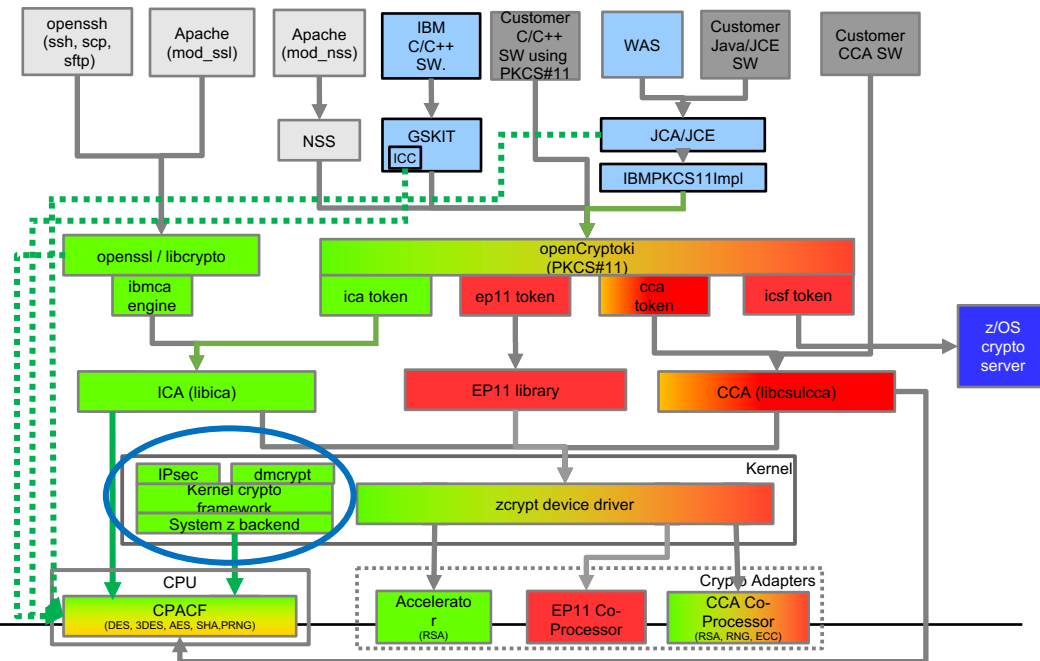 openssh
(ssh, scp,
sftp)
Apache
(mod_ssl)
Apache
(mod_nss)
IBM
C/C++
SW.
Customer
C/C++
SW using
PKCS#11
WAS
Customer
Java/JCE
SW
Customer
CCA SW
NSS
GSKIT
ICC
JCA/JCE
IBMPKCS11Impl
openssl / libcrypto
ibmca
engine
openCryptoki
(PKCS#11)
ica token
ep11 token
cca
token
icsf token
z/OS
crypto
server
ICA (libica)
EP11 library
CCA (libcsulcca)
Kernel
IPsec
dmcrypt
Kernel crypto
framework
System z backend
zcrypt device driver
CPU
CPACF
(DES, 3DES, AES, SHA,PRNG)
Crypto Adapters
Accelerato
r
(RSA)
EP11 Co-
Processor
CCA Co-
Processor
(RSA, RNG, ECC)